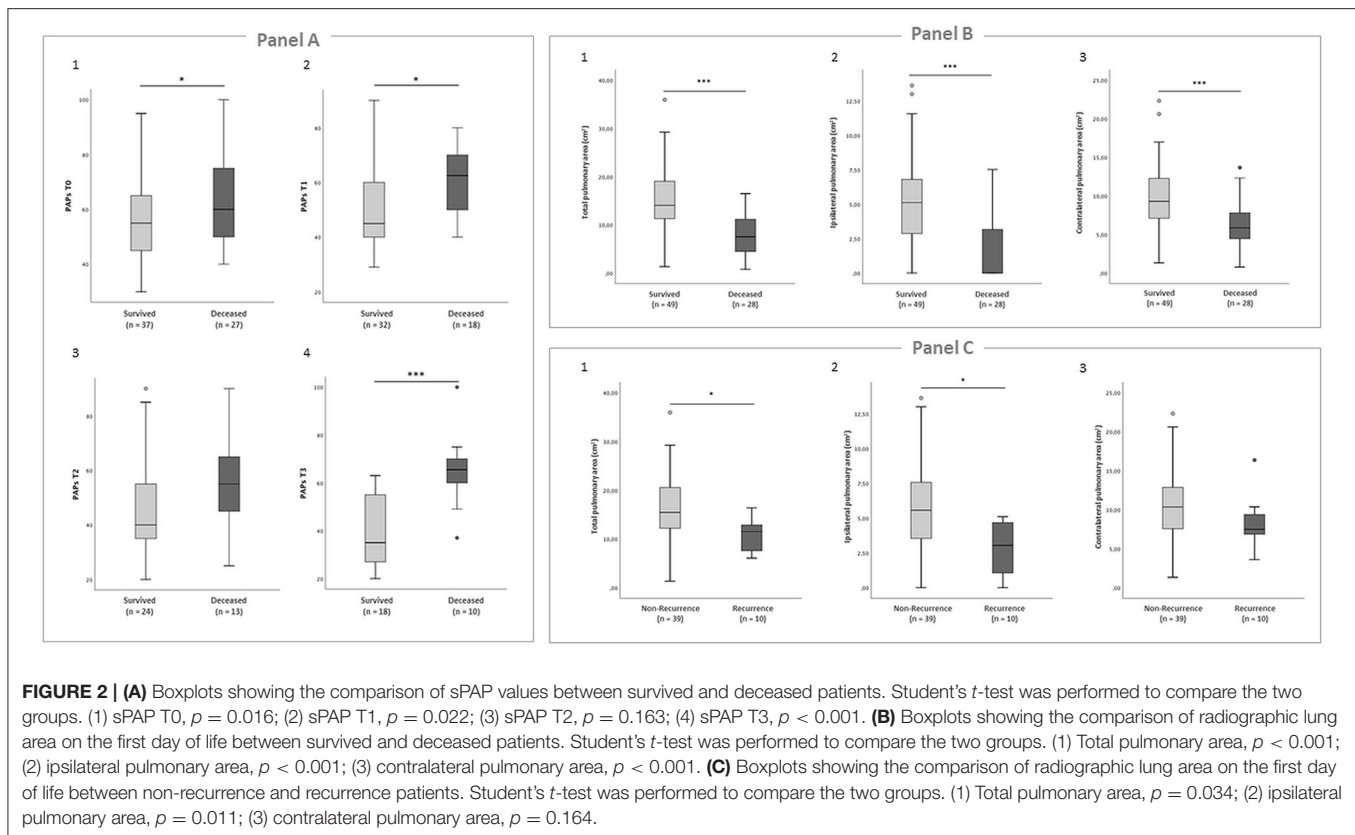 Panel A
1
*
PAPs T0
100
80
60
40
Survived
(n = 37)
Deceased
(n = 27)
2
*
PAPs T1
80
60
40
20
Survived
(n = 32)
Deceased
(n = 18)
3
PAPs T2
80
60
40
20
Survived
(n = 24)
Deceased
(n = 13)
4
***
PAPs T3
100
80
60
40
20
Survived
(n = 18)
Deceased
(n = 10)
Panel B
1
***
Total pulmonary area (cm²)
40,00
30,00
20,00
10,00
,00
Survived
(n = 49)
Deceased
(n = 28)
2
***
Ipsilateral pulmonary area (cm²)
12,50
10,00
7,50
5,00
2,50
,00
Survived
(n = 49)
Deceased
(n = 28)
3
***
Contralateral pulmonary area (cm²)
25,00
20,00
15,00
10,00
5,00
,00
Survived
(n = 49)
Deceased
(n = 28)
Panel C
1
*
Total pulmonary area (cm²)
40,00
30,00
20,00
10,00
,00
Non-Recurrence
(n = 39)
Recurrence
(n = 10)
2
*
Ipsilateral pulmonary area (cm²)
12,50
10,00
7,50
5,00
2,50
,00
Non-Recurrence
(n = 39)
Recurrence
(n = 10)
3
Contralateral pulmonary area (cm²)
25,00
20,00
15,00
10,00
5,00
,00
Non-Recurrence
(n = 39)
Recurrence
(n = 10)
FIGURE 2 | (A) Boxplots showing the comparison of sPAP values between survived and deceased patients. Student's t-test was performed to compare the two
groups. (1) sPAP T0, p = 0.016; (2) sPAP T1, p = 0.022; (3) sPAP T2, p = 0.163; (4) sPAP T3, p < 0.001. (B) Boxplots showing the comparison of radiographic lung
area on the first day of life between survived and deceased patients. Student's t-test was performed to compare the two groups. (1) Total pulmonary area, p < 0.001;
(2) ipsilateral pulmonary area, p < 0.001; (3) contralateral pulmonary area, p < 0.001. (C) Boxplots showing the comparison of radiographic lung area on the first day
of life between non-recurrence and recurrence patients. Student's t-test was performed to compare the two groups. (1) Total pulmonary area, p = 0.034; (2) ipsilateral
pulmonary area, p = 0.011; (3) contralateral pulmonary area, p = 0.164.